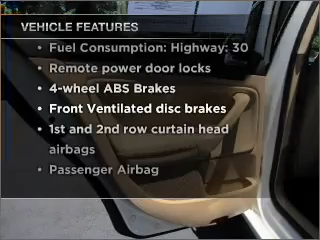 VEHICLE FEATURES
• Fuel Consumption: Highway: 30
• Remote power door locks
• 4-wheel ABS Brakes
• Front Ventilated disc brakes
• 1st and 2nd row curtain head
airbags
• Passenger Airbag